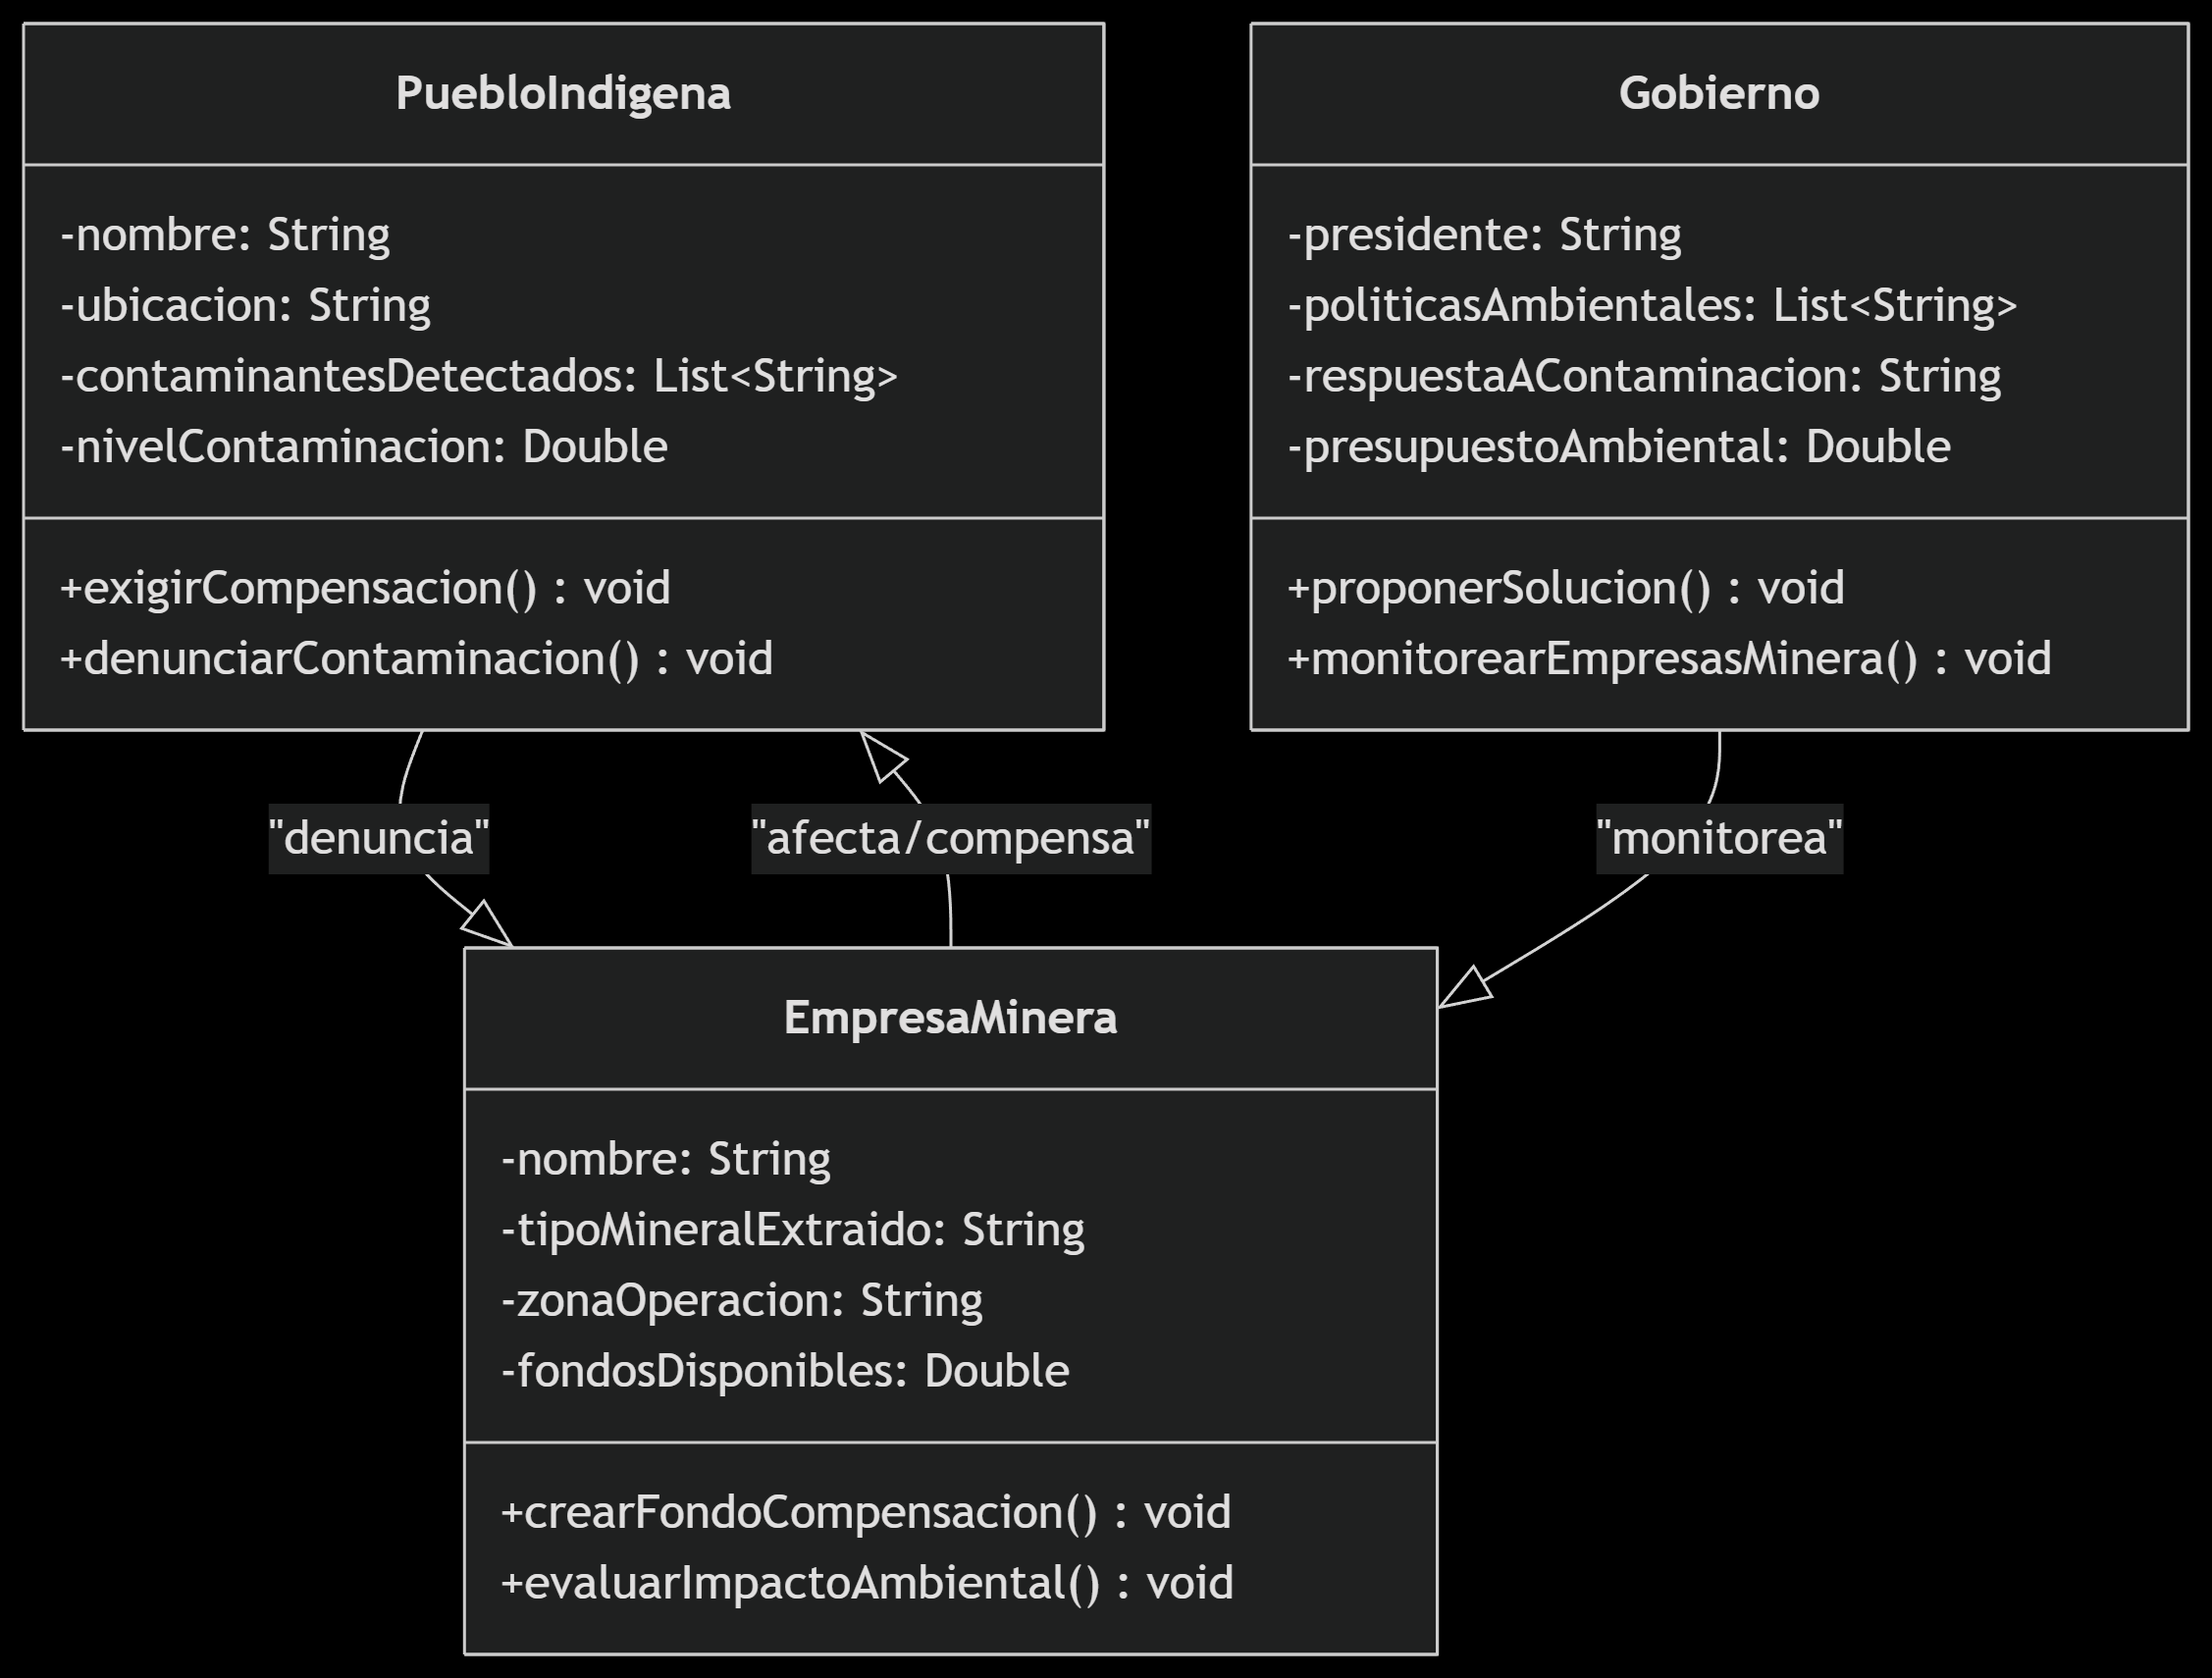 PuebloIndigena
-nombre: String
-ubicacion: String
-contaminantesDetectados: List<String>
-nivelContaminacion: Double
+exigirCompensacion() : void
+denunciarContaminacion() : void
Gobierno
-presidente: String
-politicasAmbientales: List<String>
-respuestaAContaminacion: String
-presupuestoAmbiental: Double
+proponerSolucion() : void
+monitorearEmpresasMinera() : void
"denuncia"
"afecta/compensa"
"monitorea"
EmpresaMinera
-nombre: String
-tipoMineralExtraido: String
-zonaOperacion: String
-fondosDisponibles: Double
+crearFondoCompensacion() : void
+evaluarImpactoAmbiental() : void